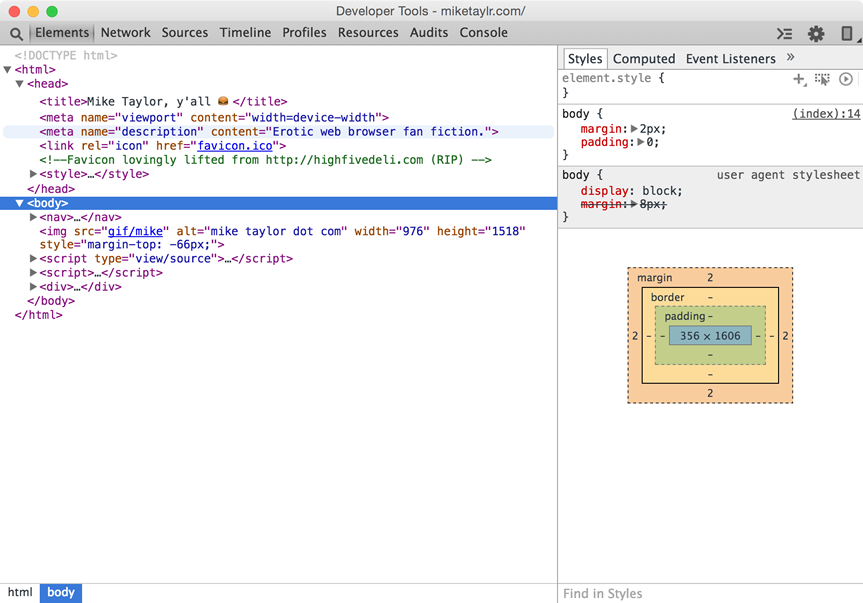 Developer Tools - miketaylr.com/
Elements Network Sources Timeline Profiles Resources Audits Console
<!DOCTYPE html>
<html>
<head>
<title>Mike Taylor, y'all 🍔</title>
<meta name="viewport" content="width=device-width">
<meta name="description" content="Erotic web browser fan fiction.">
<link rel="icon" href="favicon.ico">
<!--Favicon lovingly lifted from http://highfivedeli.com (RIP) -->
<style>…</style>
</head>
<body>
<nav>…</nav>
<img src="gif/mike" alt="mike taylor dot com" width="976" height="1518"
style="margin-top: -66px;">
<script type="view/source">…</script>
<script>…</script>
<div>…</div>
</body>
</html>
html body
Styles Computed Event Listeners »
element.style {
}
body { (index):14
margin: 2px;
padding: 0;
}
body { user agent stylesheet
display: block;
margin: 8px;
}
margin 2
border -
padding -
2 - - 356 × 1606 - - 2
-
-
2
Find in Styles